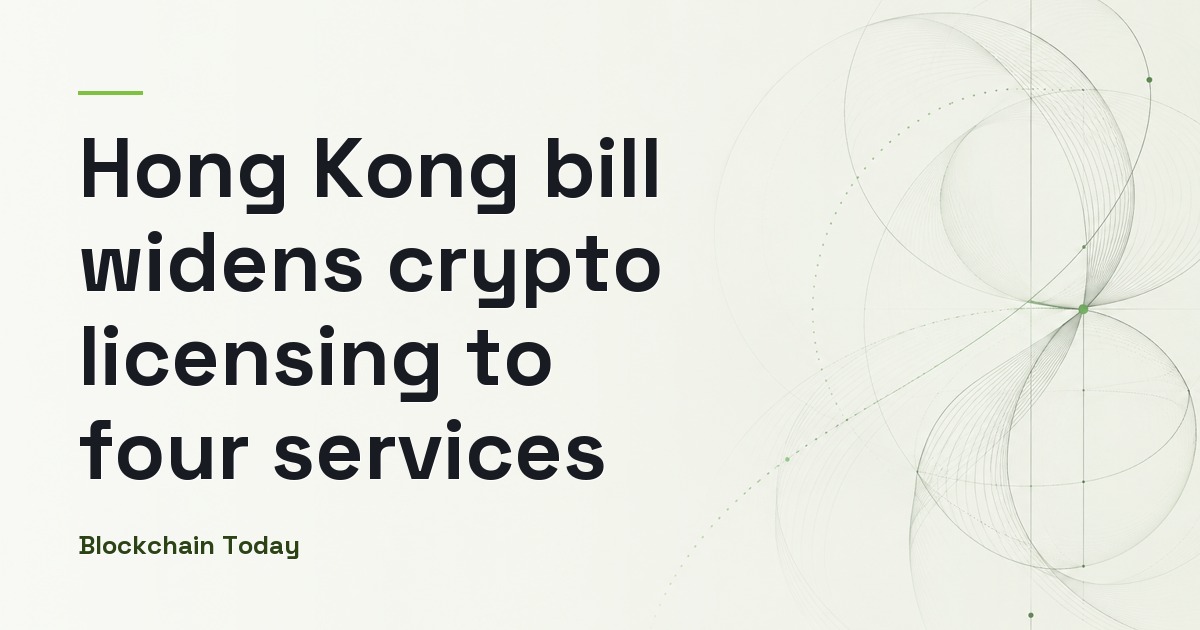 Hong Kong bill
widens crypto
licensing to
four services
Blockchain Today